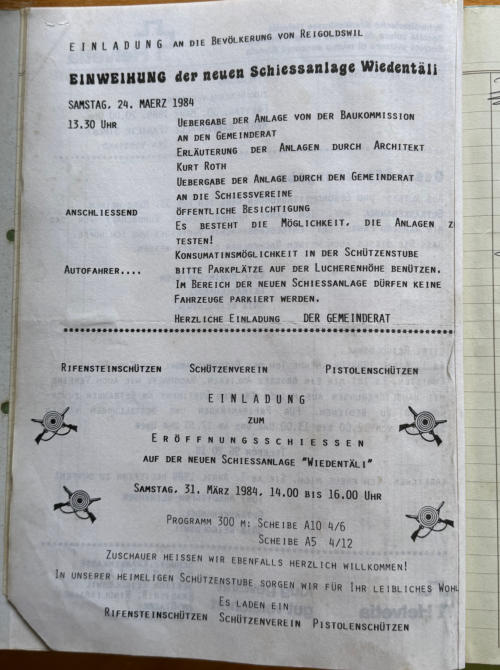 EINLADUNG AN DIE BEVÖLKERUNG VON REIGOLDSWIL
EINWEIHUNG der neuen Schiessanlage Wiedentäli
SAMSTAG, 24. MAERZ 1984
13.30 UHR UEBERGABE DER ANLAGE VON DER BAUKOMMISSION
AN DEN GEMEINDERAT
ERLÄUTERUNG DER ANLAGEN DURCH ARCHITEKT
KURT ROTH
UEBERGABE DER ANLAGE DURCH DEN GEMEINDERAT
AN DIE SCHIESSVEREINE
ANSCHLIESSEND ÖFFENTLICHE BESICHTIGUNG
ES BESTEHT DIE MÖGLICHKEIT, DIE ANLAGEN Z
TESTEN!
KONSUMATINSMÖGLICHKEIT IN DER SCHÜTZENSTUBE
AUTOFAHRER.... BITTE PARKPLÄTZE AUF DER LUCHERENHÖHE BENÜTZEN.
IM BEREICH DER NEUEN SCHIESSANLAGE DÜRFEN KEINE
FAHRZEUGE PARKIERT WERDEN.
HERZLICHE EINLADUNG DER GEMEINDERAT
RIFENSTEINSCHÜTZEN SCHÜTZENVEREIN PISTOLENSCHÜTZEN
EINLADUNG
ZUM
ERÖFFNUNGSSCHIESSEN
AUF DER NEUEN SCHIESSANLAGE "WIEDENTÄLI"
SAMSTAG, 31. MÄRZ 1984, 14.00 BIS 16.00 UHR
PROGRAMM 300 M: SCHEIBE A10 4/6
SCHEIBE A5 4/12
ZUSCHAUER HEISSEN WIR EBENFALLS HERZLICH WILLKOMMEN!
IN UNSERER HEIMELIGEN SCHÜTZENSTUBE SORGEN WIR FÜR IHR LEIBLICHES WOHL
ES LADEN EIN
RIFENSTEINSCHÜTZEN SCHÜTZENVEREIN PISTOLENSCHÜTZEN